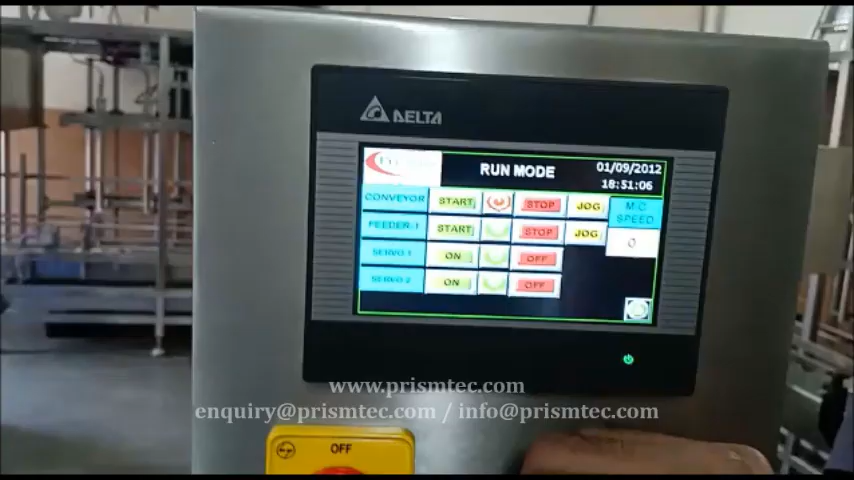 DELTA
RUN MODE
01/09/2012
18:51:06
CONVEYOR START STOP JOG
M.C
SPEED
FEEDER-1 START STOP JOG
0
SERVO 1 ON OFF
SERVO 2 ON OFF
www.prismtec.com
enquiry@prismtec.com / info@prismtec.com
OFF